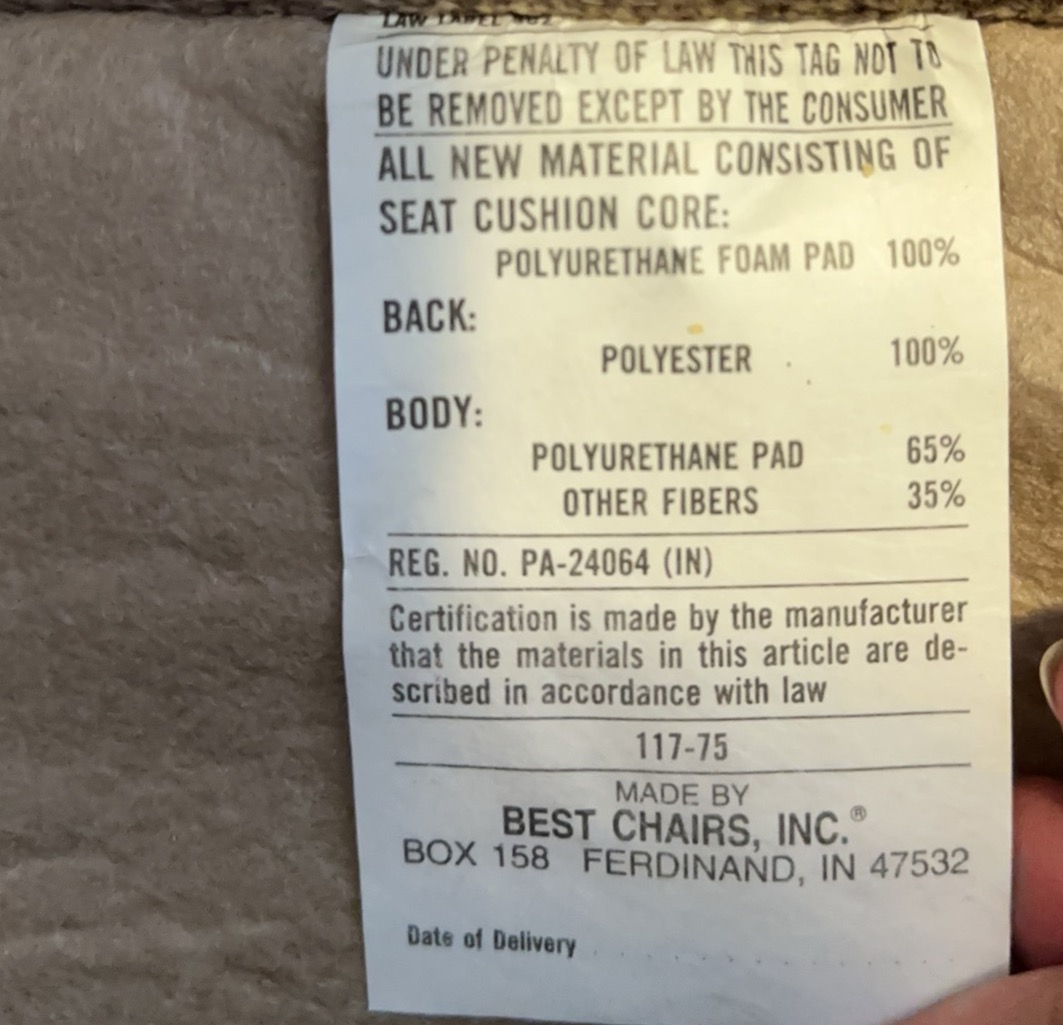 LAW LABEL
UNDER PENALTY OF LAW THIS TAG NOT TO
BE REMOVED EXCEPT BY THE CONSUMER
ALL NEW MATERIAL CONSISTING OF
SEAT CUSHION CORE:
POLYURETHANE FOAM PAD 100%
BACK:
POLYESTER 100%
BODY:
POLYURETHANE PAD 65%
OTHER FIBERS 35%
REG. NO. PA-24064 (IN)
Certification is made by the manufacturer
that the materials in this article are de-
scribed in accordance with law
117-75
MADE BY
BEST CHAIRS, INC.®
BOX 158 FERDINAND, IN 47532
Date of Delivery